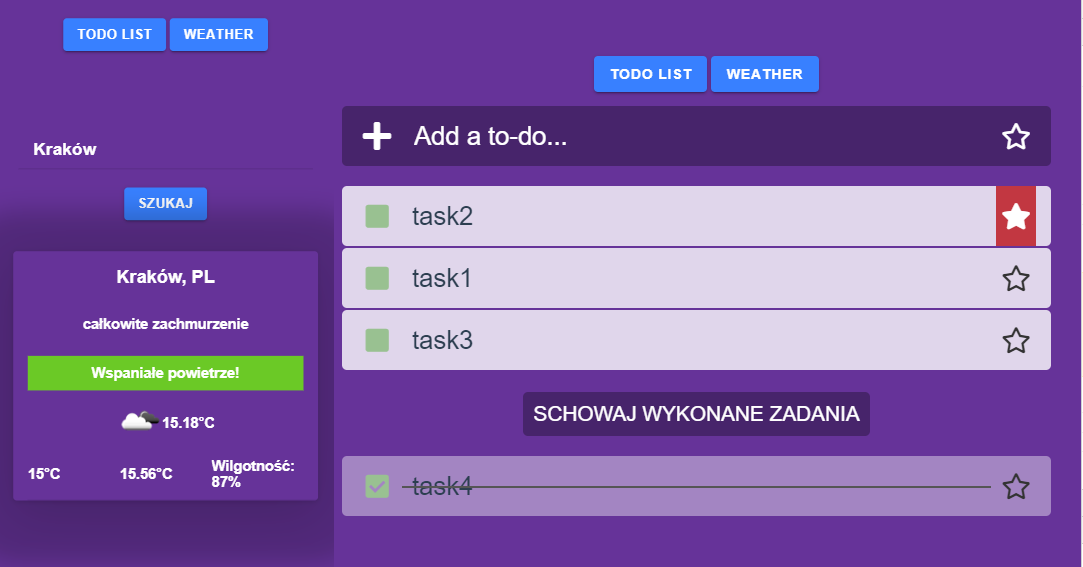 TODO LIST WEATHER
Kraków
SZUKAJ
Kraków, PL
całkowite zachmurzenie
Wspaniałe powietrze!
15.18°C
15°C 15.56°C Wilgotność:
87%
TODO LIST WEATHER
Add a to-do...
task2
task1
task3
SCHOWAJ WYKONANE ZADANIA
task4